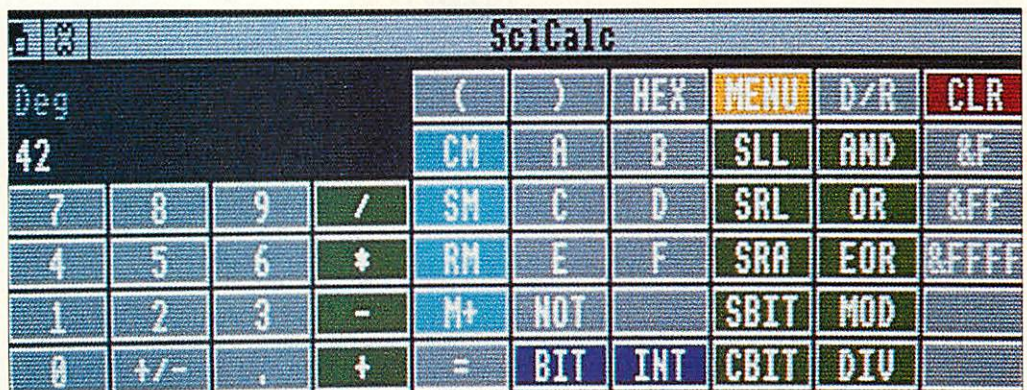 SciCalc
Deg
( ) HEX MENU D/R CLR
42
CM A B SLL AND &F
7 8 9 / SM C D SRL OR &FF
4 5 6 * RM E F SRA EOR &FFFF
1 2 3 - M+ NOT SBIT MOD
0 +/- . + = BIT INT CBIT DIV